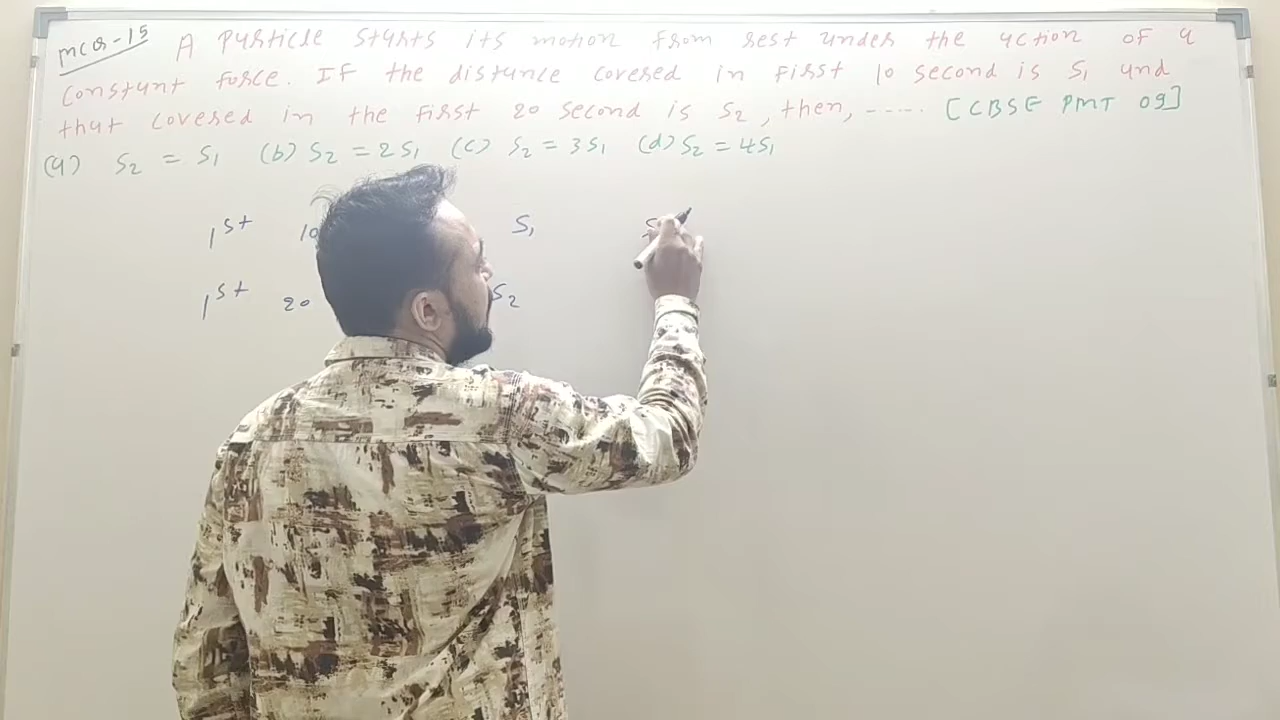 MCQ-15 A particle starts its motion from rest under the action of a
constant force. If the distance covered in first 10 second is S₁ and
that covered in the first 20 second is S₂, then, ..... [CBSE PMT 09]
(a) S₂ = S₁ (b) S₂ = 2S₁ (c) S₂ = 3S₁ (d) S₂ = 4S₁
1st 10 S₁
1st 20 S₂